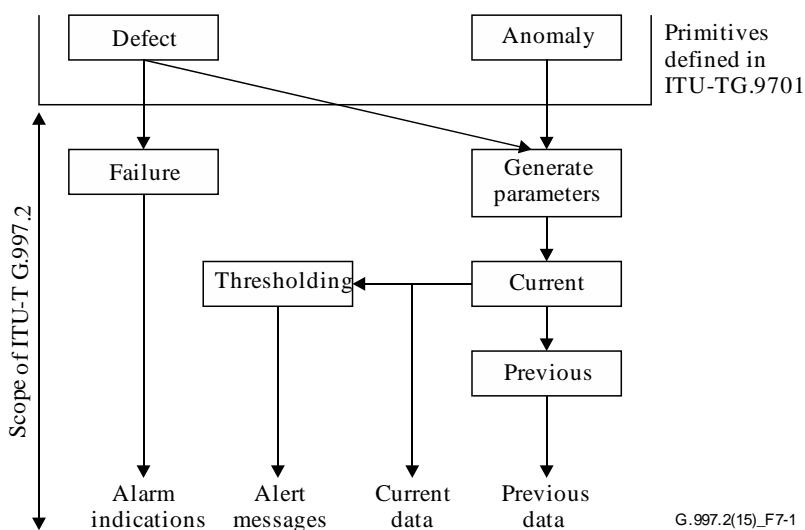 Defect
Anomaly
Primitives
defined in
ITU-TG.9701
Failure
Generate
parameters
Scope of ITU-T G.997.2
Thresholding
Current
Previous
Alarm
indications
Alert
messages
Current
data
Previous
data
G.997.2(15)_F7-1